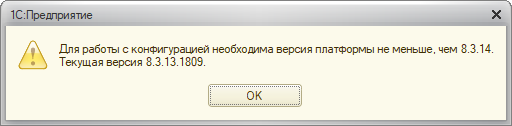 1С:Предприятие
Для работы с конфигурацией необходима версия платформы не меньше, чем 8.3.14.
Текущая версия 8.3.13.1809.
OK